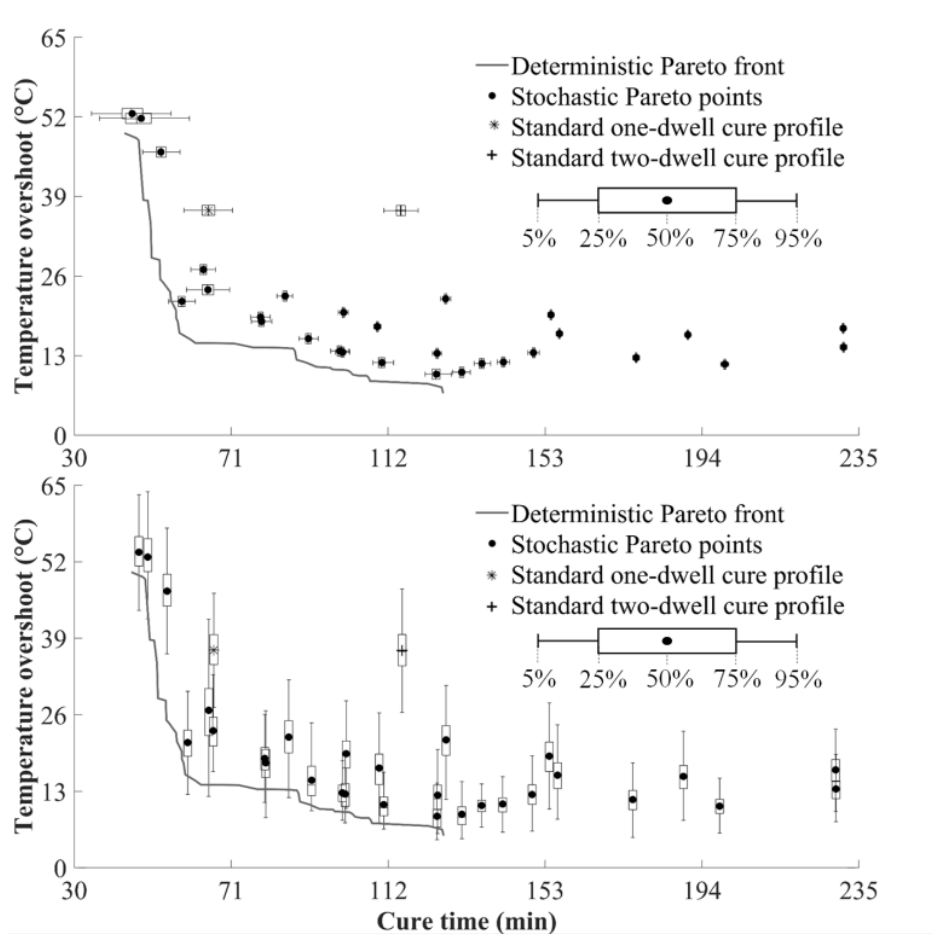 65
52
39
26
13
0
Temperature overshoot (°C)
Deterministic Pareto front
Stochastic Pareto points
Standard one-dwell cure profile
Standard two-dwell cure profile
5% 25% 50% 75% 95%
30 71 112 153 194 235
65
52
39
26
13
0
Temperature overshoot (°C)
Deterministic Pareto front
Stochastic Pareto points
Standard one-dwell cure profile
Standard two-dwell cure profile
5% 25% 50% 75% 95%
30 71 112 153 194 235
Cure time (min)